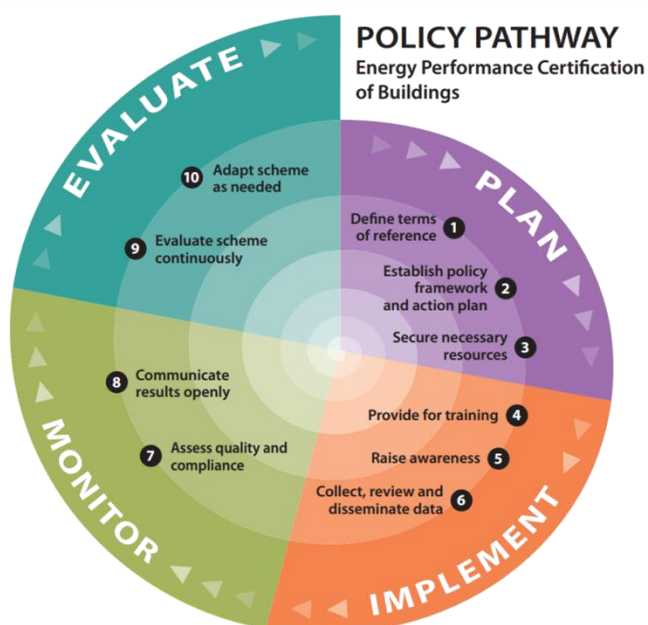 POLICY PATHWAY
Energy Performance Certification
of Buildings
PLAN
1 Define terms
of reference
2 Establish policy
framework
and action plan
3 Secure necessary
resources
IMPLEMENT
4 Provide for training
5 Raise awareness
6 Collect, review and
disseminate data
MONITOR
7 Assess quality and
compliance
8 Communicate
results openly
EVALUATE
9 Evaluate scheme
continuously
10 Adapt scheme
as needed